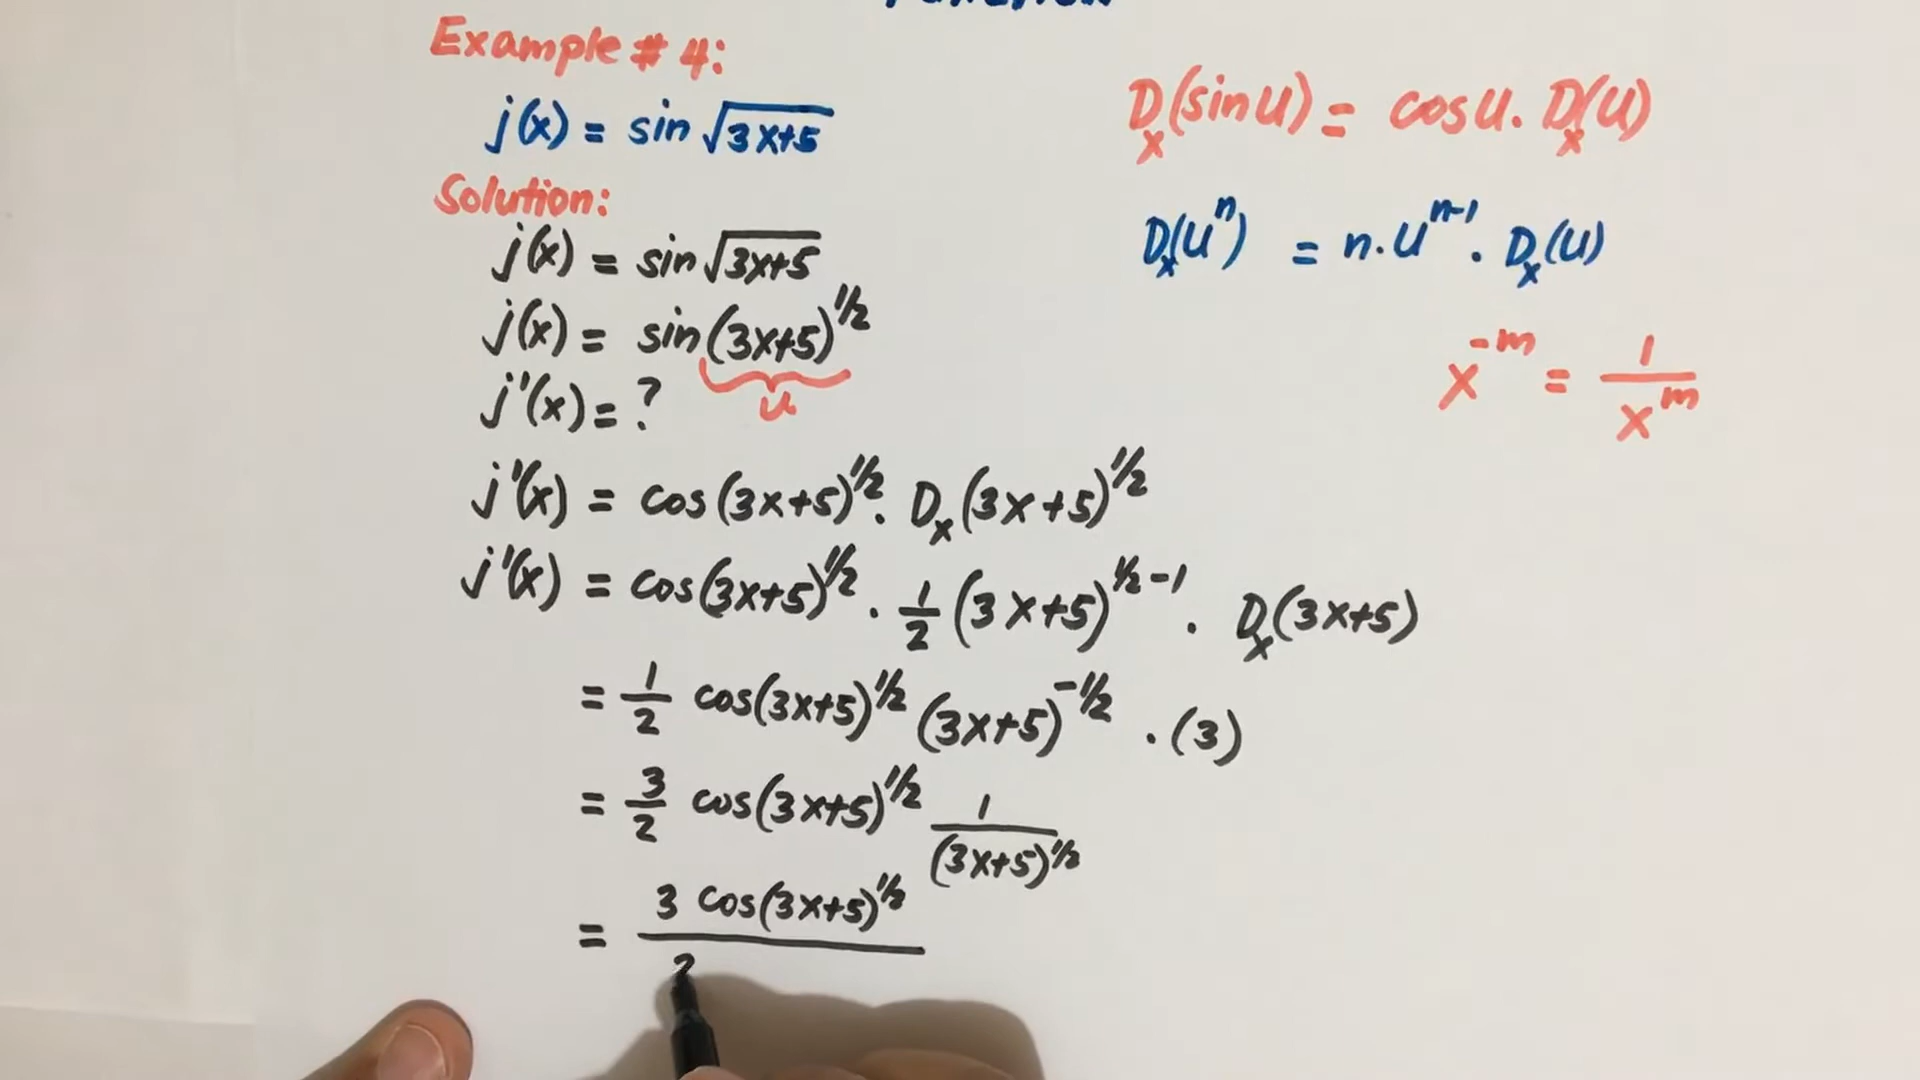 Example # 4:
j(x) = sin √3x+5
Solution:
j(x) = sin √3x+5
j(x) = sin (3x+5)^1/2
u
j'(x) = ?
j'(x) = cos (3x+5)^1/2 . Dx (3x+5)^1/2
j'(x) = cos(3x+5)^1/2 . 1/2 (3x+5)^1/2-1 . Dx(3x+5)
= 1/2 cos(3x+5)^1/2 (3x+5)^-1/2 . (3)
= 3/2 cos(3x+5)^1/2 1/(3x+5)^1/2
= 3 cos(3x+5)^1/2
2
Dx(sin u) = cos u . Dx(u)
Dx(u^n) = n . u^n-1 . Dx(u)
x^-m = 1/x^m